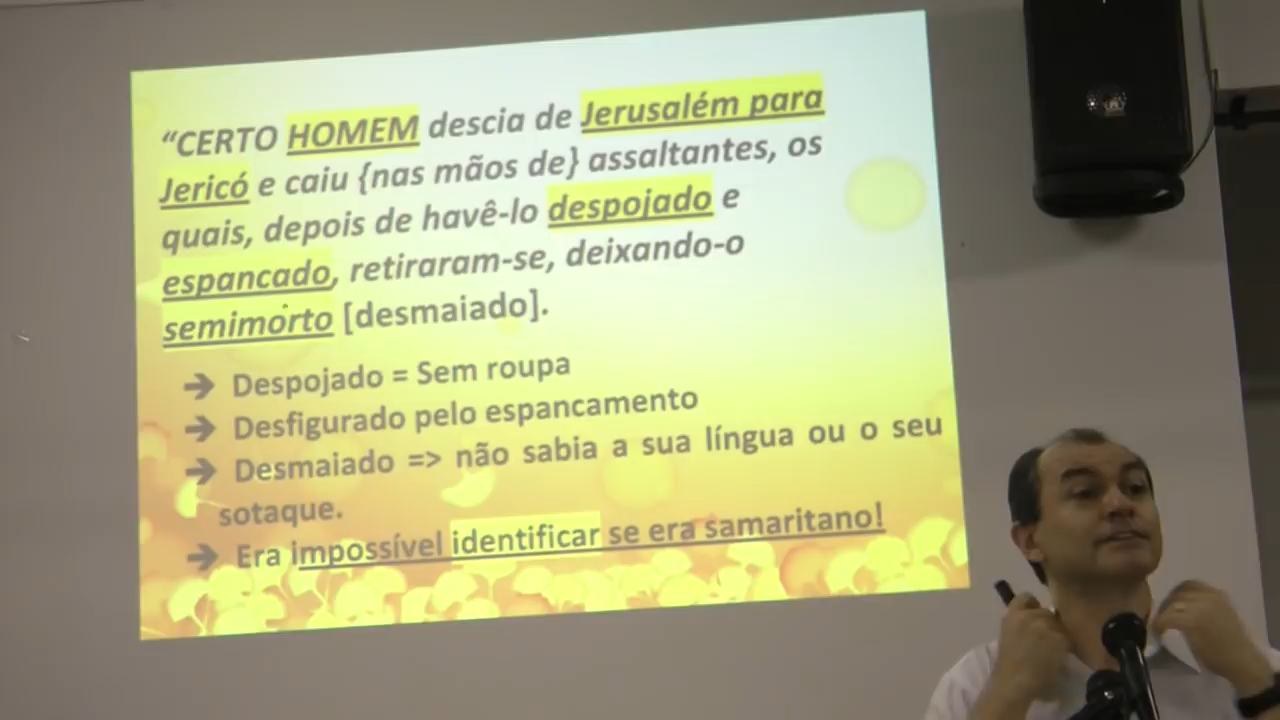 “CERTO HOMEM descia de Jerusalém para
Jericó e caiu {nas mãos de} assaltantes, os
quais, depois de havê-lo despojado e
espancado, retiraram-se, deixando-o
semimorto [desmaiado].
➔ Despojado = Sem roupa
➔ Desfigurado pelo espancamento
➔ Desmaiado => não sabia a sua língua ou o seu
sotaque.
➔ Era impossível identificar se era samaritano!